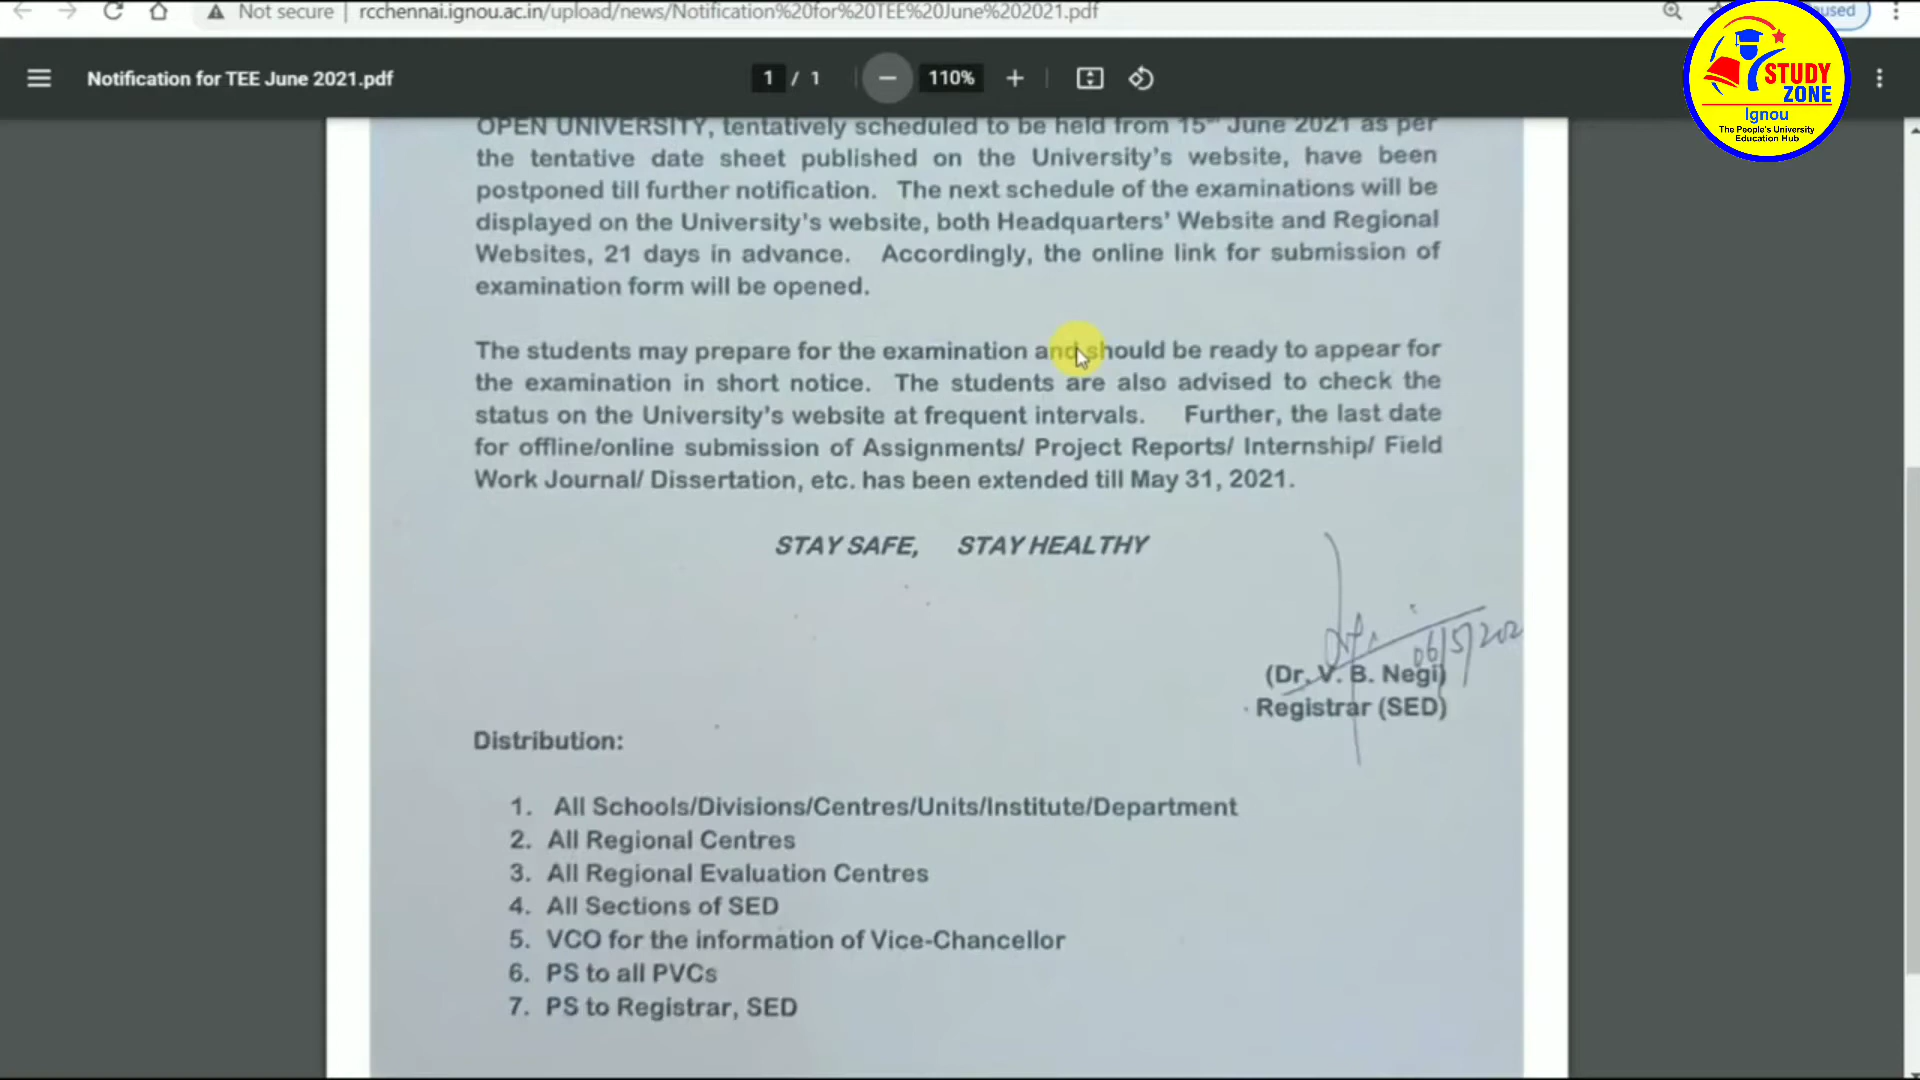 Not secure | rcchennai.ignou.ac.in/upload/news/Notification%20for%20TEE%20June%202021.pdf
Notification for TEE June 2021.pdf
1 / 1
110%
STUDY
ZONE
Ignou
The People's University
Education Hub
OPEN UNIVERSITY, tentatively scheduled to be held from 15th June 2021 as per
the tentative date sheet published on the University's website, have been
postponed till further notification. The next schedule of the examinations will be
displayed on the University's website, both Headquarters' Website and Regional
Websites, 21 days in advance. Accordingly, the online link for submission of
examination form will be opened.
The students may prepare for the examination and should be ready to appear for
the examination in short notice. The students are also advised to check the
status on the University's website at frequent intervals. Further, the last date
for offline/online submission of Assignments/ Project Reports/ Internship/ Field
Work Journal/ Dissertation, etc. has been extended till May 31, 2021.
STAY SAFE, STAY HEALTHY
06/5/202
(Dr. V. B. Negi)
Registrar (SED)
Distribution:
1. All Schools/Divisions/Centres/Units/Institute/Department
2. All Regional Centres
3. All Regional Evaluation Centres
4. All Sections of SED
5. VCO for the information of Vice-Chancellor
6. PS to all PVCs
7. PS to Registrar, SED